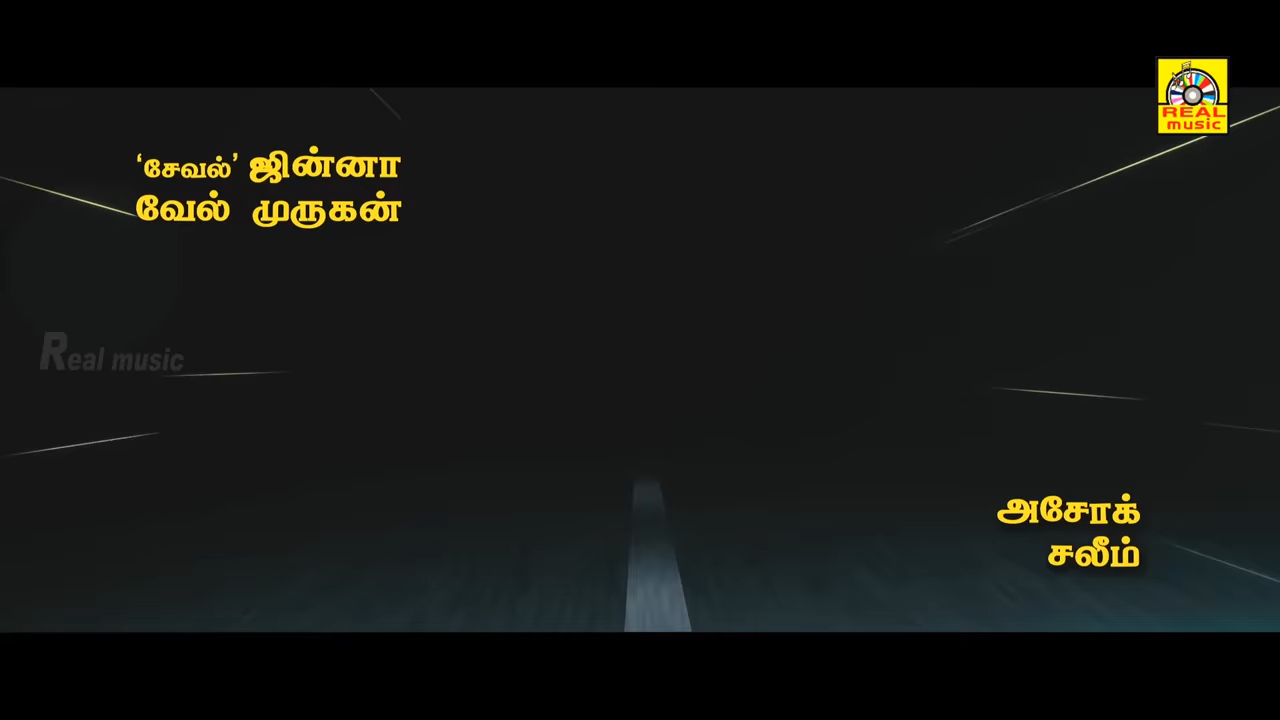 REAL
music
'சேவல்' ஜின்னா
வேல் முருகன்
Real music
அசோக்
சலீம்